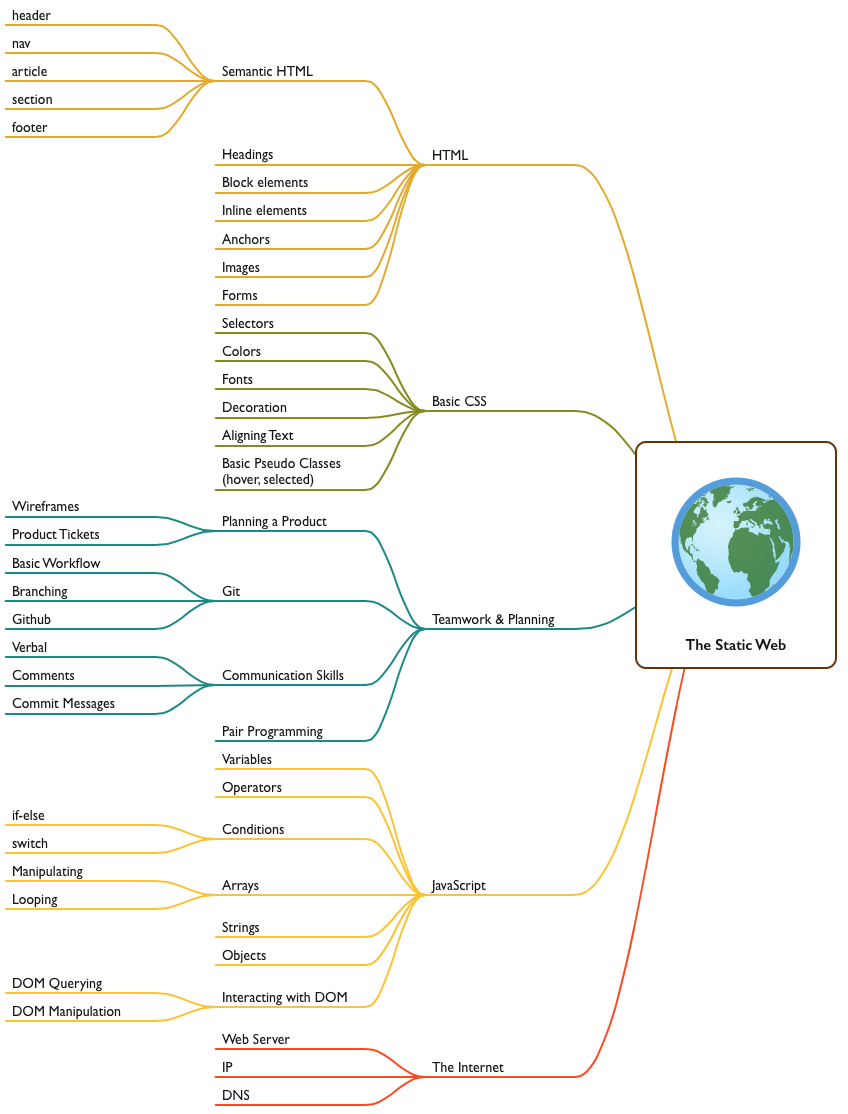 header
nav
article
section
footer
Semantic HTML
Headings
Block elements
Inline elements
Anchors
Images
Forms
HTML
Selectors
Colors
Fonts
Decoration
Aligning Text
Basic Pseudo Classes
(hover, selected)
Basic CSS
Wireframes
Product Tickets
Planning a Product
Basic Workflow
Branching
Github
Git
Verbal
Comments
Commit Messages
Communication Skills
Pair Programming
Teamwork & Planning
The Static Web
Variables
Operators
if-else
switch
Conditions
Manipulating
Looping
Arrays
Strings
Objects
DOM Querying
DOM Manipulation
Interacting with DOM
JavaScript
Web Server
IP
DNS
The Internet